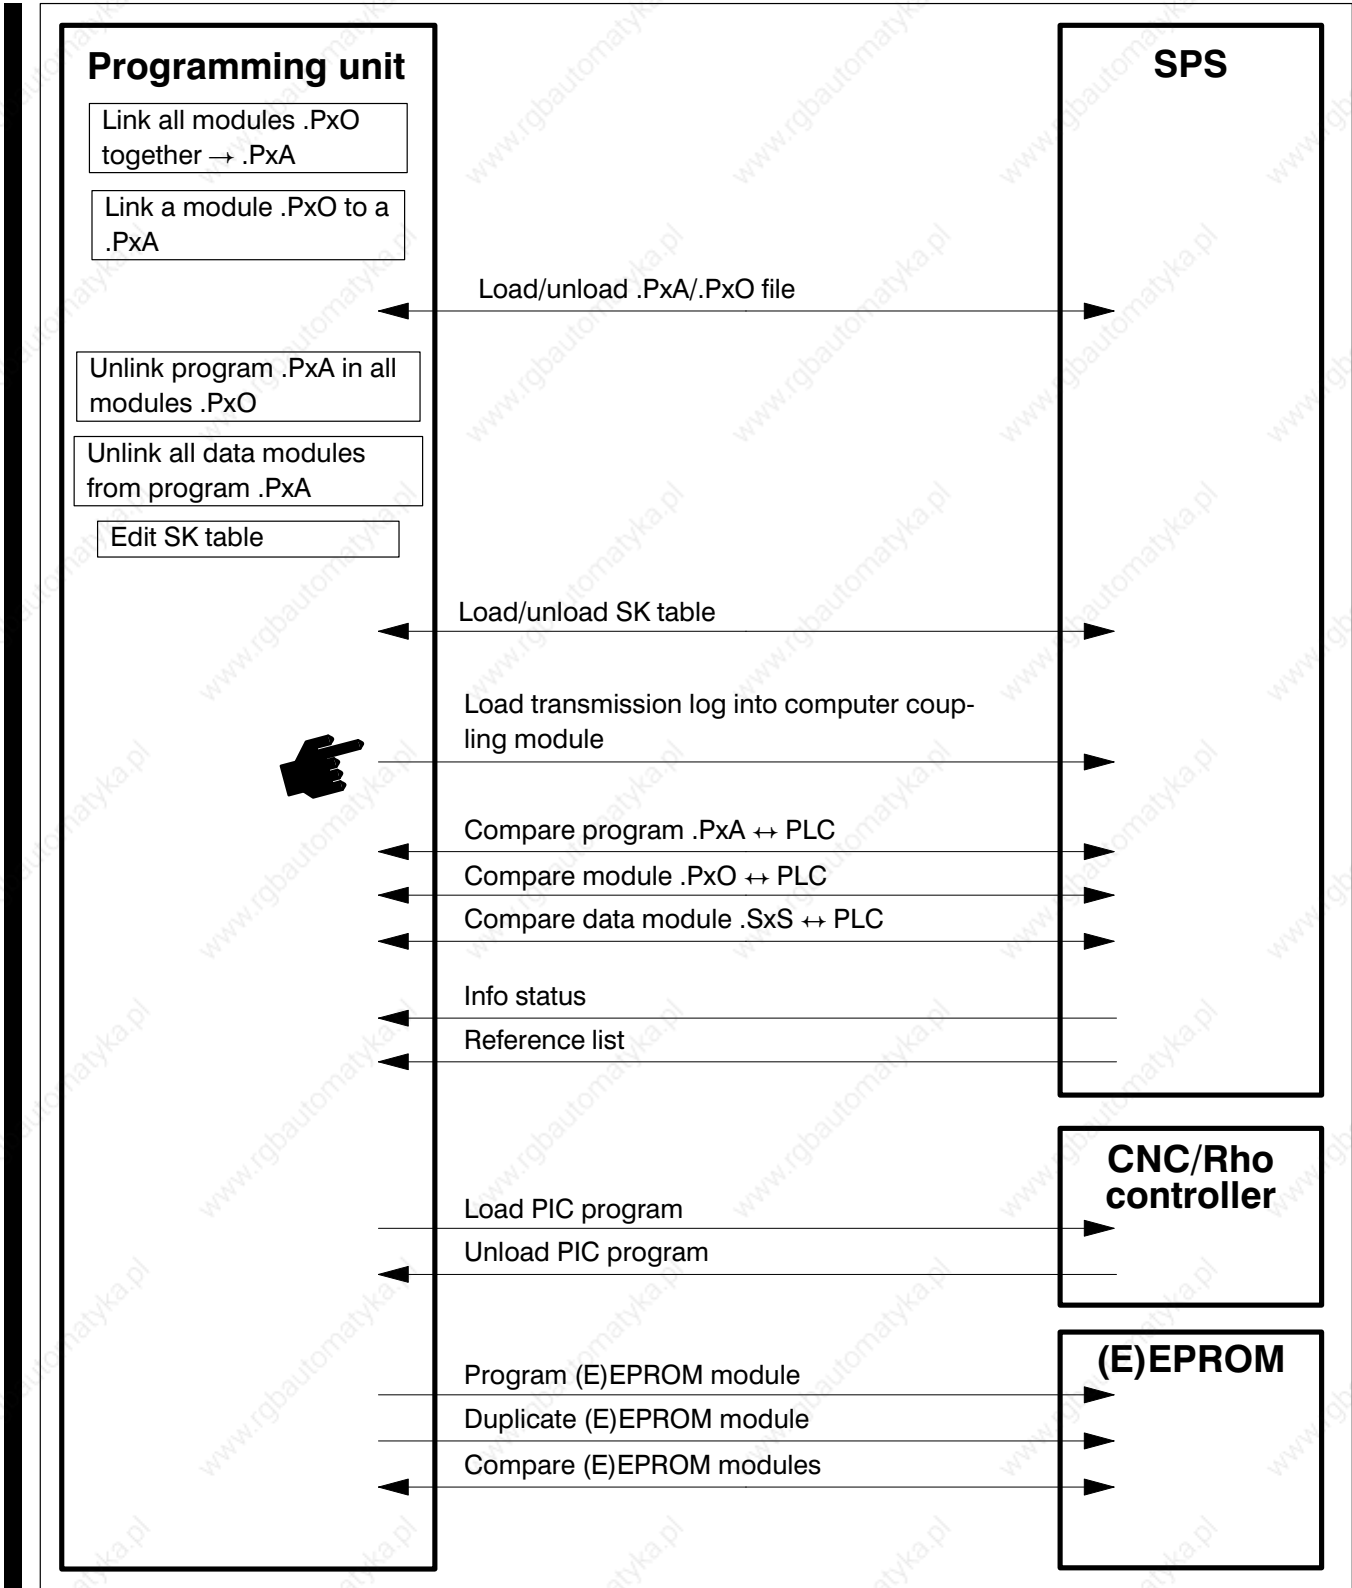 Programming unit
SPS
Link all modules .PxO
together → .PxA
Link a module .PxO to a
.PxA
Load/unload .PxA/.PxO file
Unlink program .PxA in all
modules .PxO
Unlink all data modules
from program .PxA
Edit SK table
Load/unload SK table
Load transmission log into computer coup-
ling module
Compare program .PxA ↔ PLC
Compare module .PxO ↔ PLC
Compare data module .SxS ↔ PLC
Info status
Reference list
CNC/Rho
controller
Load PIC program
Unload PIC program
(E)EPROM
Program (E)EPROM module
Duplicate (E)EPROM module
Compare (E)EPROM modules
www.rgbautomatyka.pl